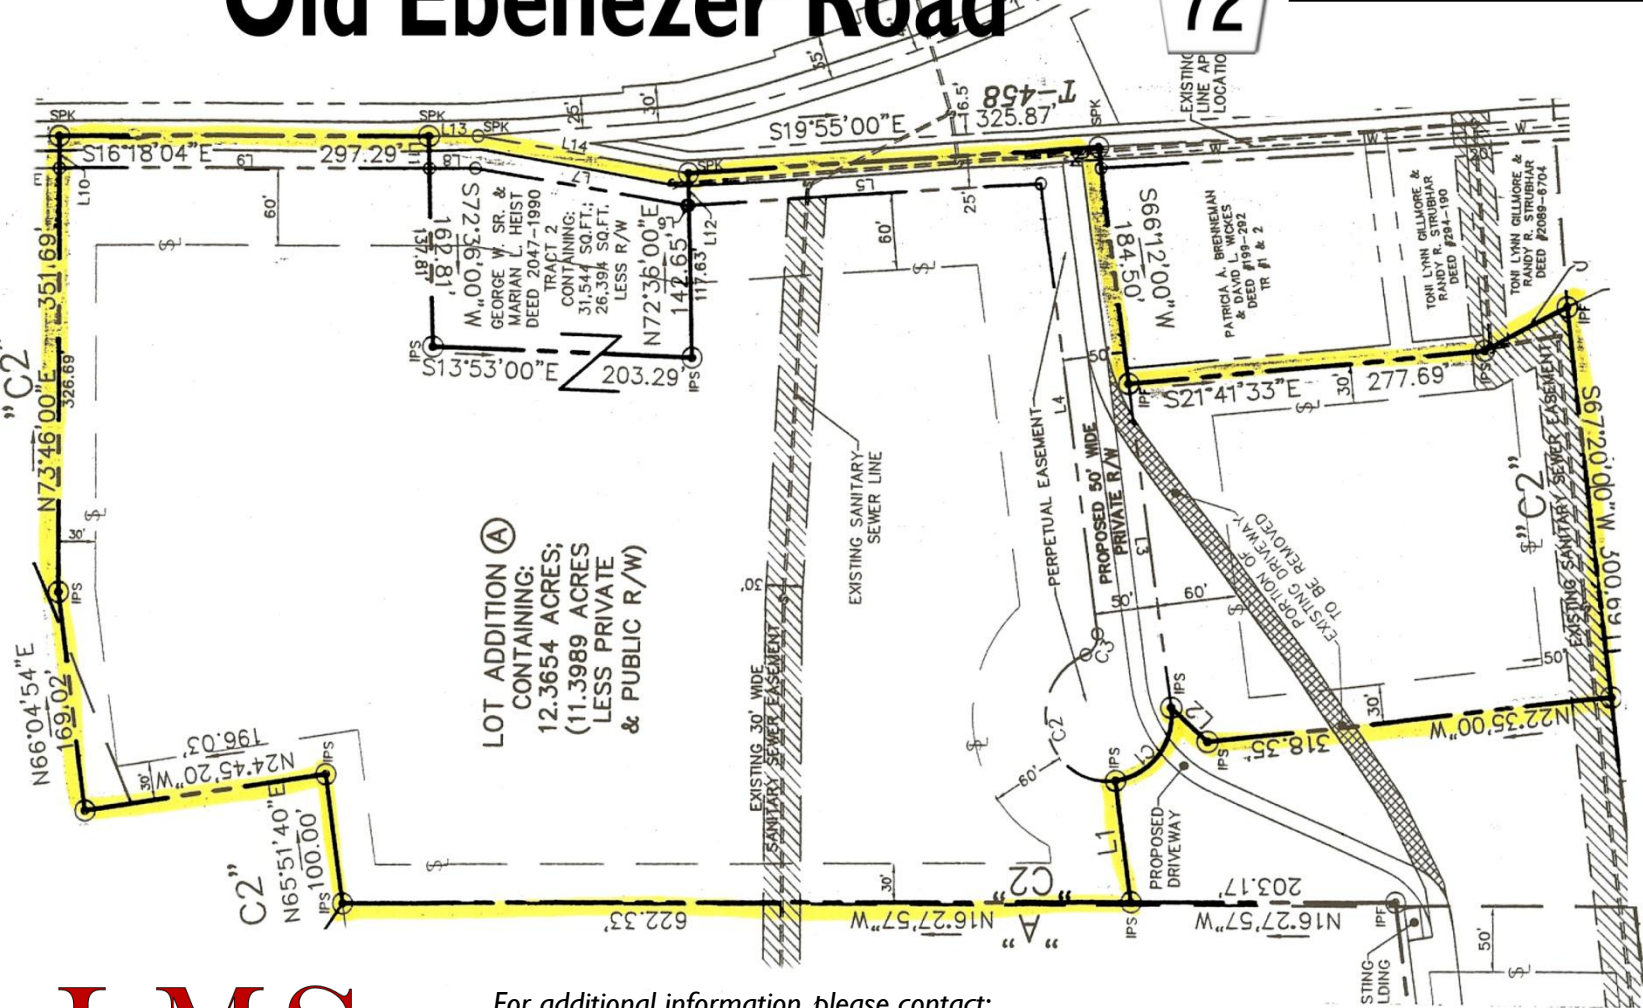 Old Ebenezer Road
72
SPK
S16°18'04"E
L9
297.29'
SPK
L13
SPK
L14
L11
L8
L7
25'
30'
35'
16.5'
T-458
325.87'
S19°55'00"E
SPK
SPK
L5
25'
L10
60'
60'
L12
L6
EXISTING
LINE AP
LOCATIO
W
W
W
S72°36'00"W
162.81'
137.81'
GEORGE W. SR. &
MARIAN L. HEIST
DEED 2047-1990
TRACT 2
CONTAINING:
31,544 SQ.FT.;
26,394 SQ.FT.
LESS R/W
N72°36'00"E
142.65'
117.63'
IPS
S13°53'00"E
203.29'
IPS
S66°12'00"W
184.50'
PATRICIA A. BRENNEMAN
& DAVID L. WICKES
DEED #199-292
TR #1 & 2
TONI LYNN GILLMORE &
RANDY R. STRUBHAR
DEED #294-190
TONI LYNN GILLMORE &
RANDY R. STRUBHAR
DEED #2089-6704
IPF
IPS
IPF
S21°41'33"E
277.69'
30'
"C2"
N73°46'00"E
351.69'
326.69'
30'
IPS
N66°04'54"E
169.02'
196.03'
N24°45'20"W
30'
IPS
N65°51'40"E
100.00'
IPS
C2"
LOT ADDITION A
CONTAINING:
12.3654 ACRES;
(11.3989 ACRES
LESS PRIVATE
& PUBLIC R/W)
EXISTING SANITARY
SEWER LINE
30'
EXISTING 30' WIDE
SANITARY SEWER EASEMENT
PERPETUAL EASEMENT
L4
50'
PROPOSED 50' WIDE
PRIVATE R/W
L3
50'
60'
PORTION OF
EXISTING DRIVEWAY
TO BE REMOVED
C3
C2
60'
C1
IPS
IPS
L2
IPS
L1
PROPOSED
DRIVEWAY
318.35'
N22°35'00"W
30'
50'
"C2"
EXISTING SANITARY SEWER EASEMENT
S67°20'00"W
300.69'
622.33'
N16°27'57"W
30'
"C2"
"A"
IPS
203.17'
N16°27'57"W
IPF
STING
LDING
50'
LMS
For additional information please contact: